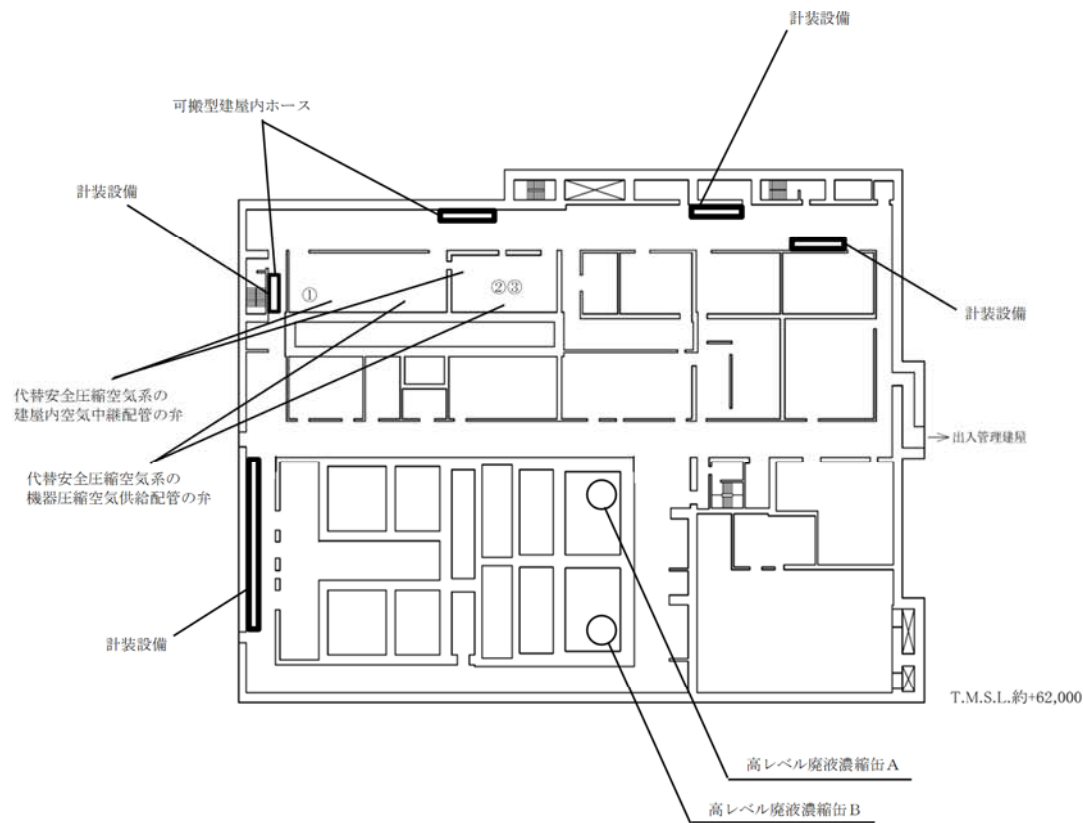 計装設備
可搬型建屋内ホース
計装設備
①
②③
計装設備
代替安全圧縮空気系の
建屋内空気中継配管の弁
→出入管理建屋
代替安全圧縮空気系の
機器圧縮空気供給配管の弁
計装設備
T.M.S.L.約+62,000
高レベル廃液濃縮缶A
高レベル廃液濃縮缶B